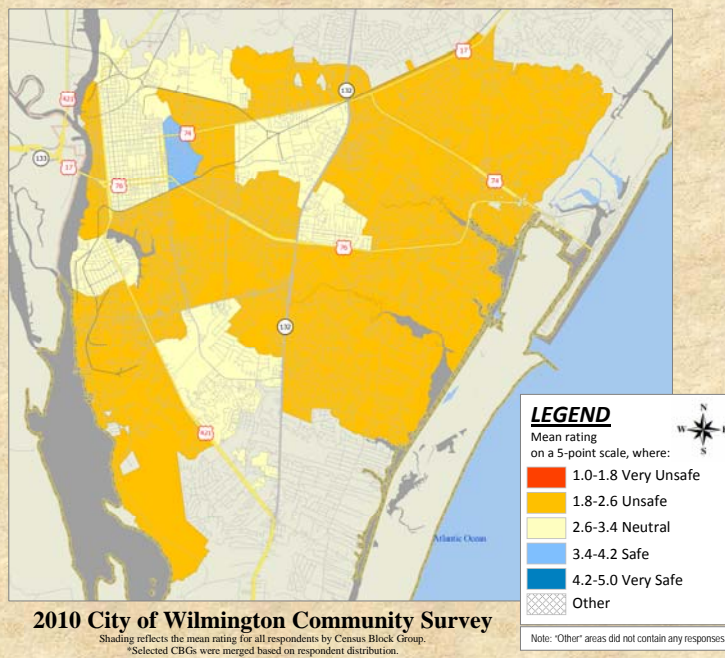 17
132
421
74
133
17
76
74
76
132
421
Atlantic Ocean
LEGEND
N
W E
S
Mean rating
on a 5-point scale, where:
1.0-1.8 Very Unsafe
1.8-2.6 Unsafe
2.6-3.4 Neutral
3.4-4.2 Safe
4.2-5.0 Very Safe
Other
Note: "Other" areas did not contain any responses
2010 City of Wilmington Community Survey
Shading reflects the mean rating for all respondents by Census Block Group.
*Selected CBGs were merged based on respondent distribution.